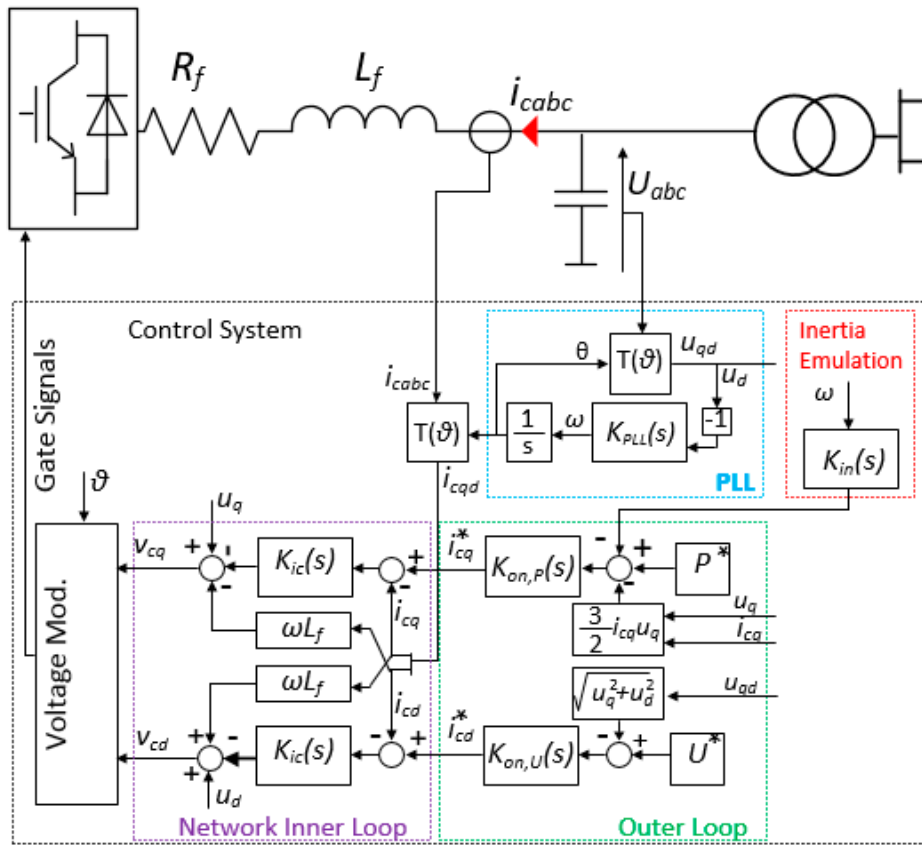 R_f
L_f
i_cabc
U_abc
Control System
Inertia
Emulation
PLL
Gate Signals
θ
T(ϑ)
u_qd
u_d
-1
K_PLL(s)
ω
1/s
i_cabc
T(ϑ)
i_cqd
ω
K_in(s)
ϑ
Voltage Mod.
v_cq
+
-
-
u_q
K_ic(s)
+
-
i*_cq
K_on,P(s)
-
+
-
P*
i_cq
ωL_f
3/2 i_cq u_q
u_q
i_cq
ωL_f
√u_q²+u_d²
u_qd
v_cd
+
-
+
u_d
K_ic(s)
-
+
i_cd
i*_cd
K_on,U(s)
-
+
U*
Network Inner Loop
Outer Loop